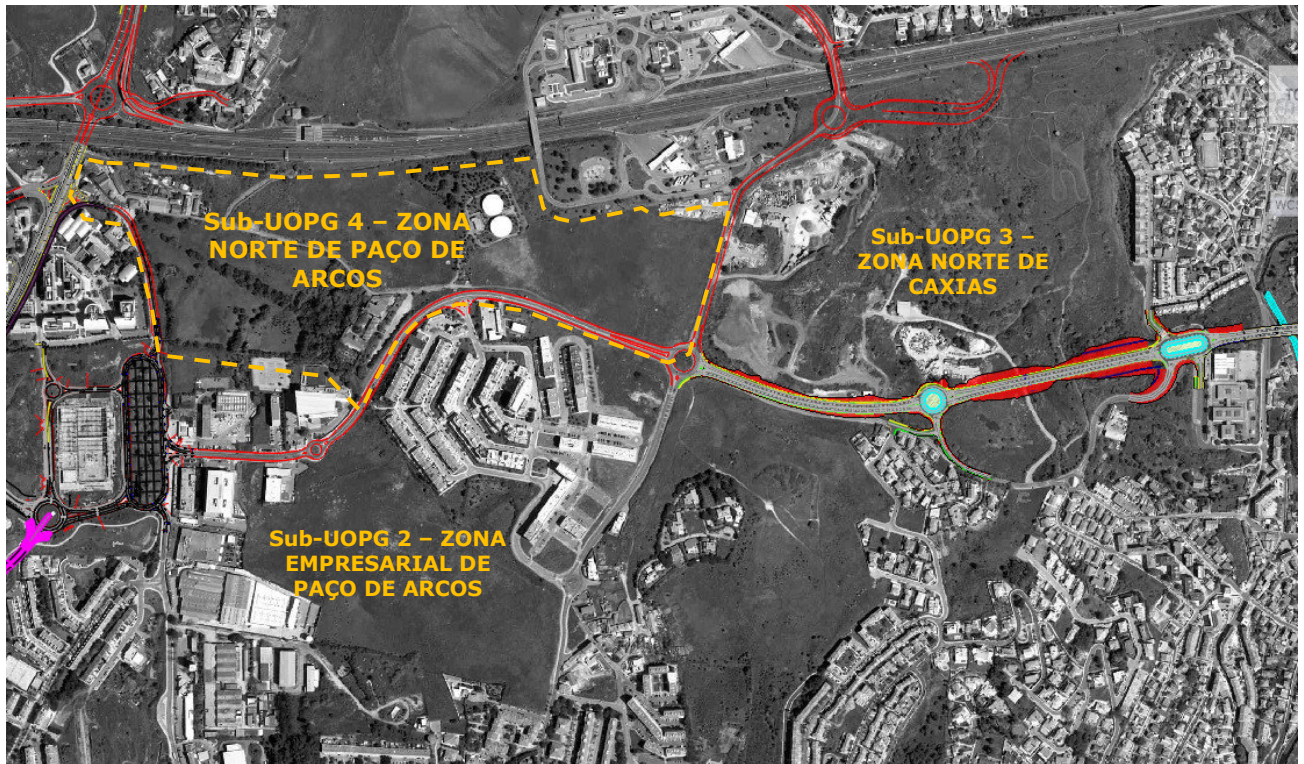 Sub-UOPG 4 – ZONA
NORTE DE PAÇO DE
ARCOS
Sub-UOPG 3 –
ZONA NORTE DE
CAXIAS
Sub-UOPG 2 – ZONA
EMPRESARIAL DE
PAÇO DE ARCOS